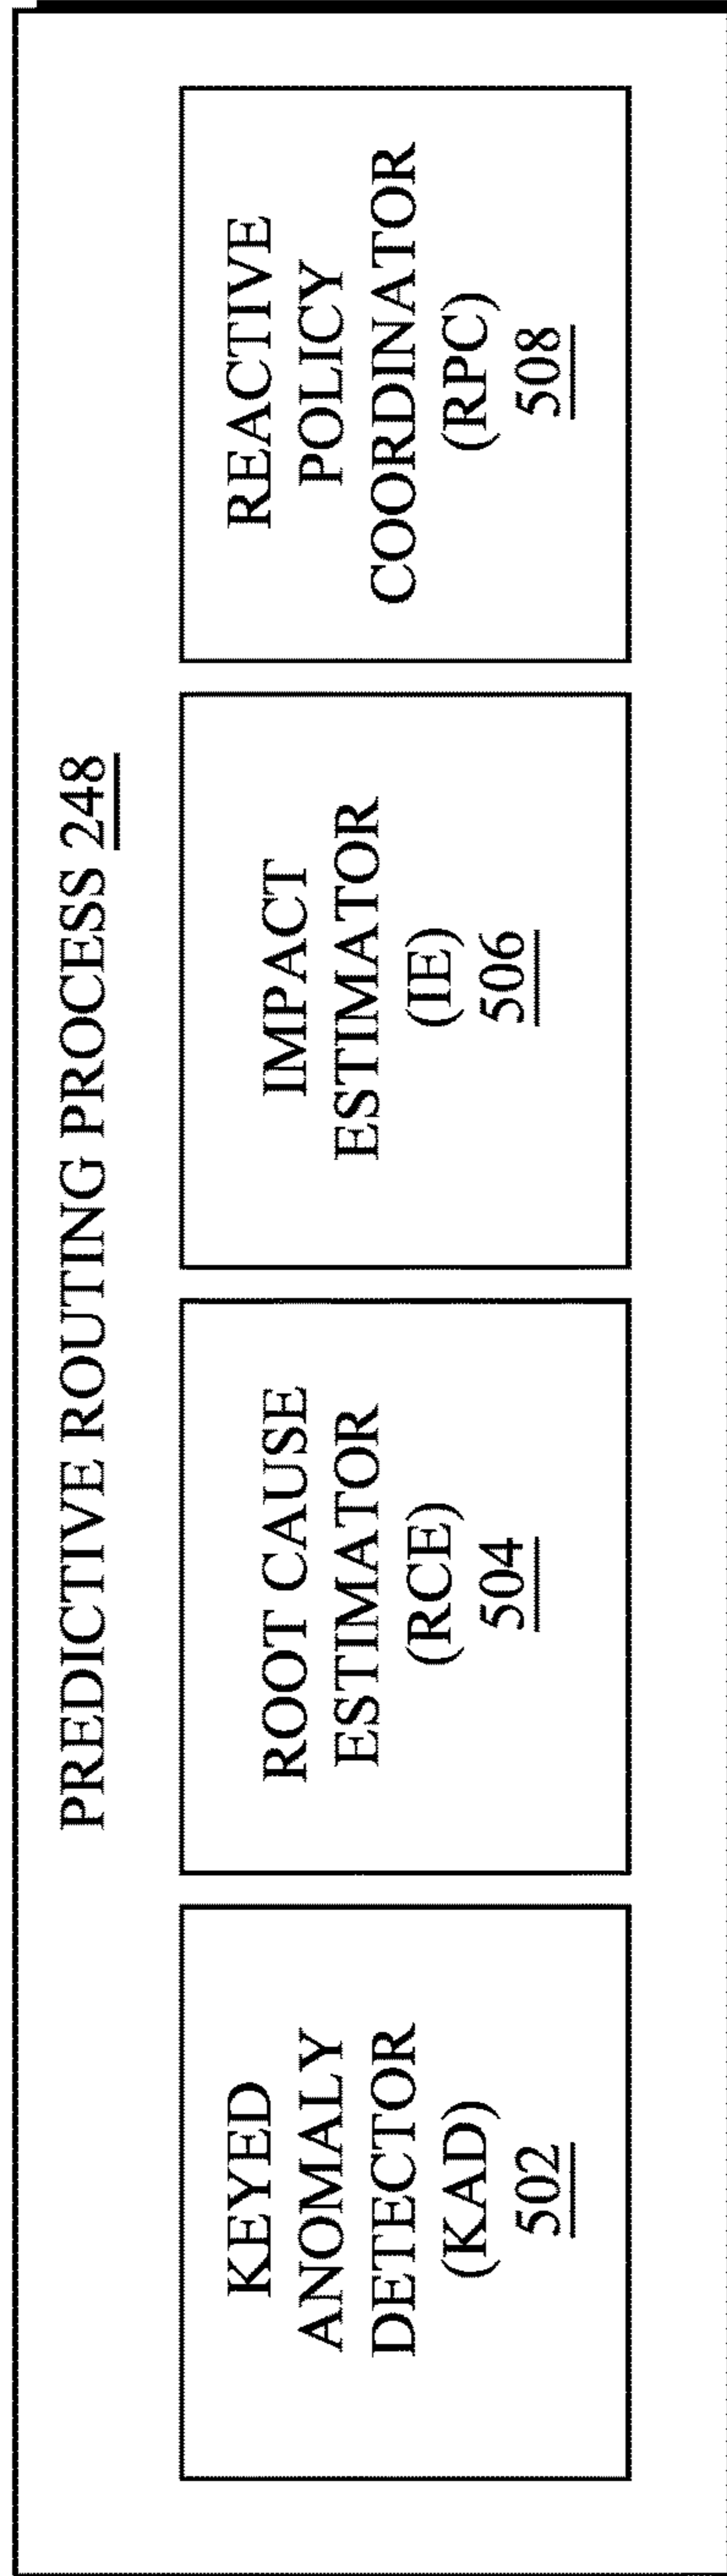 PREDICTIVE ROUTING PROCESS 248
KEYED
ANOMALY
DETECTOR
(KAD)
502
ROOT CAUSE
ESTIMATOR
(RCE)
504
IMPACT
ESTIMATOR
(IE)
506
REACTIVE
POLICY
COORDINATOR
(RPC)
508